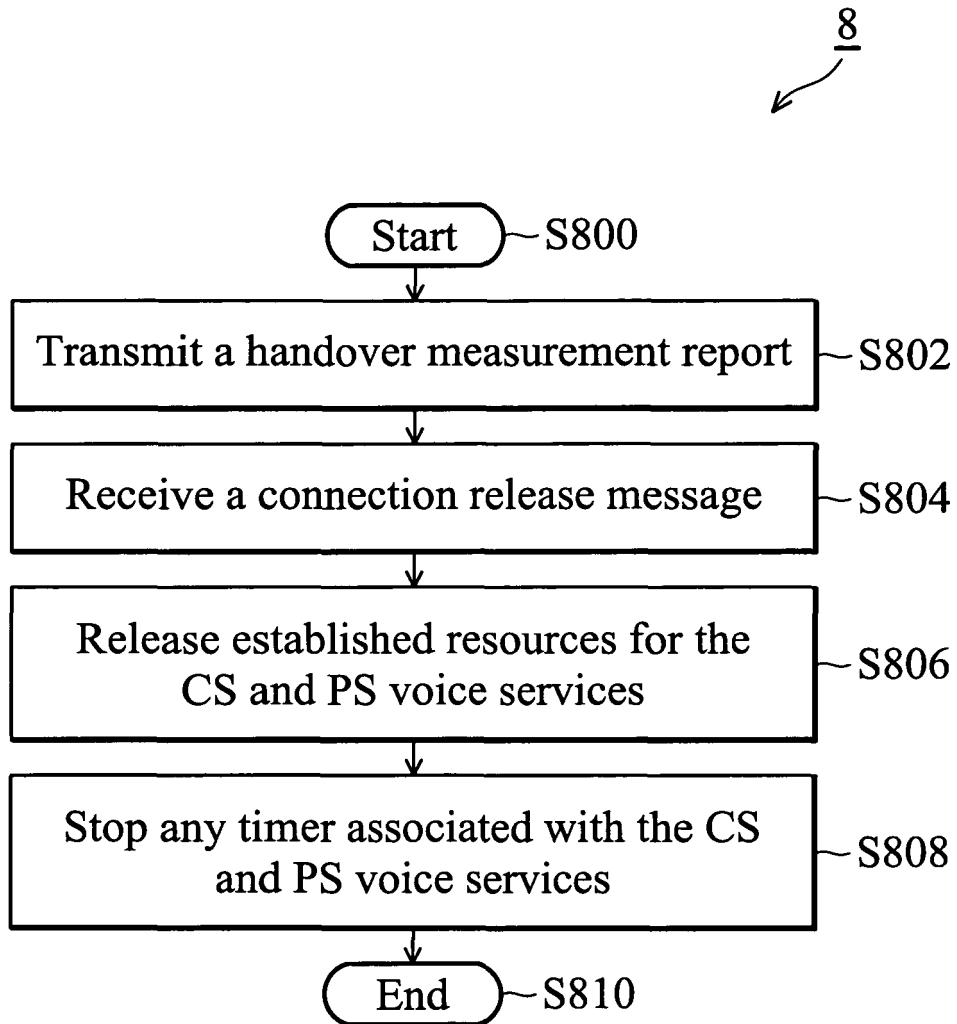 8
Start
S800
Transmit a handover measurement report
S802
Receive a connection release message
S804
Release established resources for the
CS and PS voice services
S806
Stop any timer associated with the CS
and PS voice services
S808
End
S810